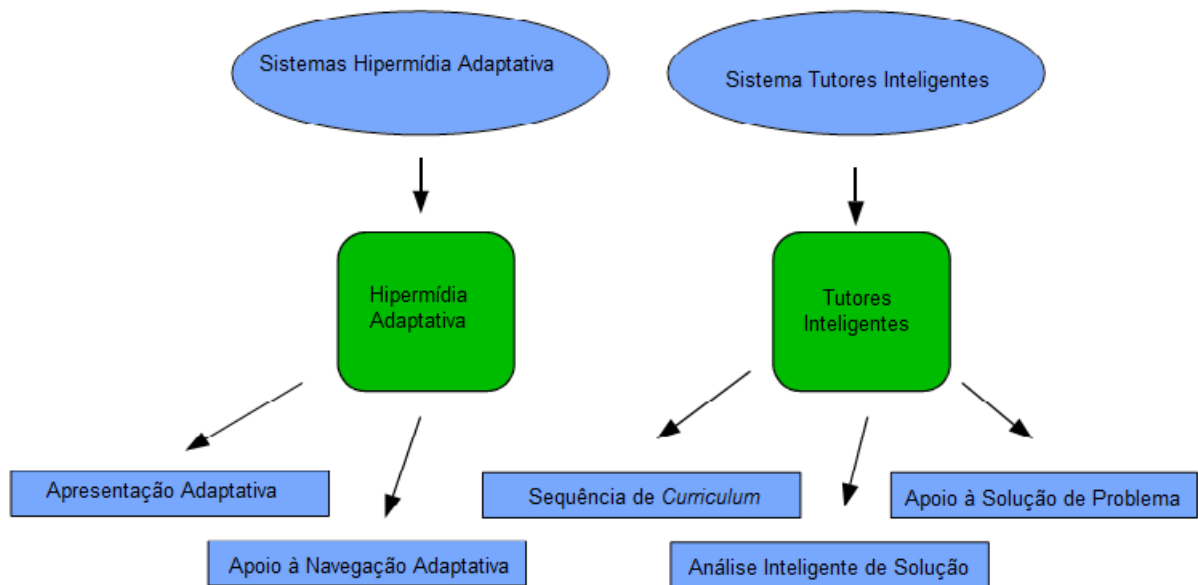 Sistemas Hipermídia Adaptativa
Sistema Tutores Inteligentes
Hipermídia
Adaptativa
Tutores
Inteligentes
Apresentação Adaptativa
Sequência de Curriculum
Apoio à Solução de Problema
Apoio à Navegação Adaptativa
Análise Inteligente de Solução